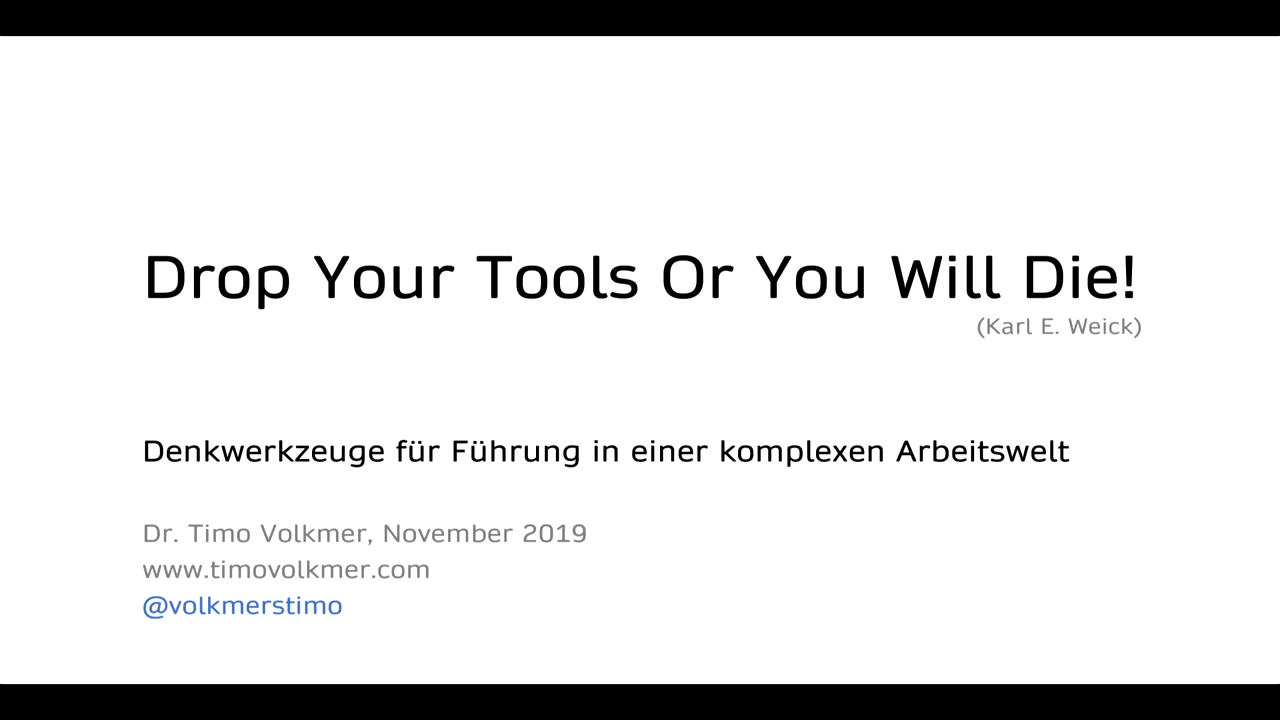 Drop Your Tools Or You Will Die!
(Karl E. Weick)
Denkwerkzeuge für Führung in einer komplexen Arbeitswelt
Dr. Timo Volkmer, November 2019
www.timovolkmer.com
@volkmerstimo